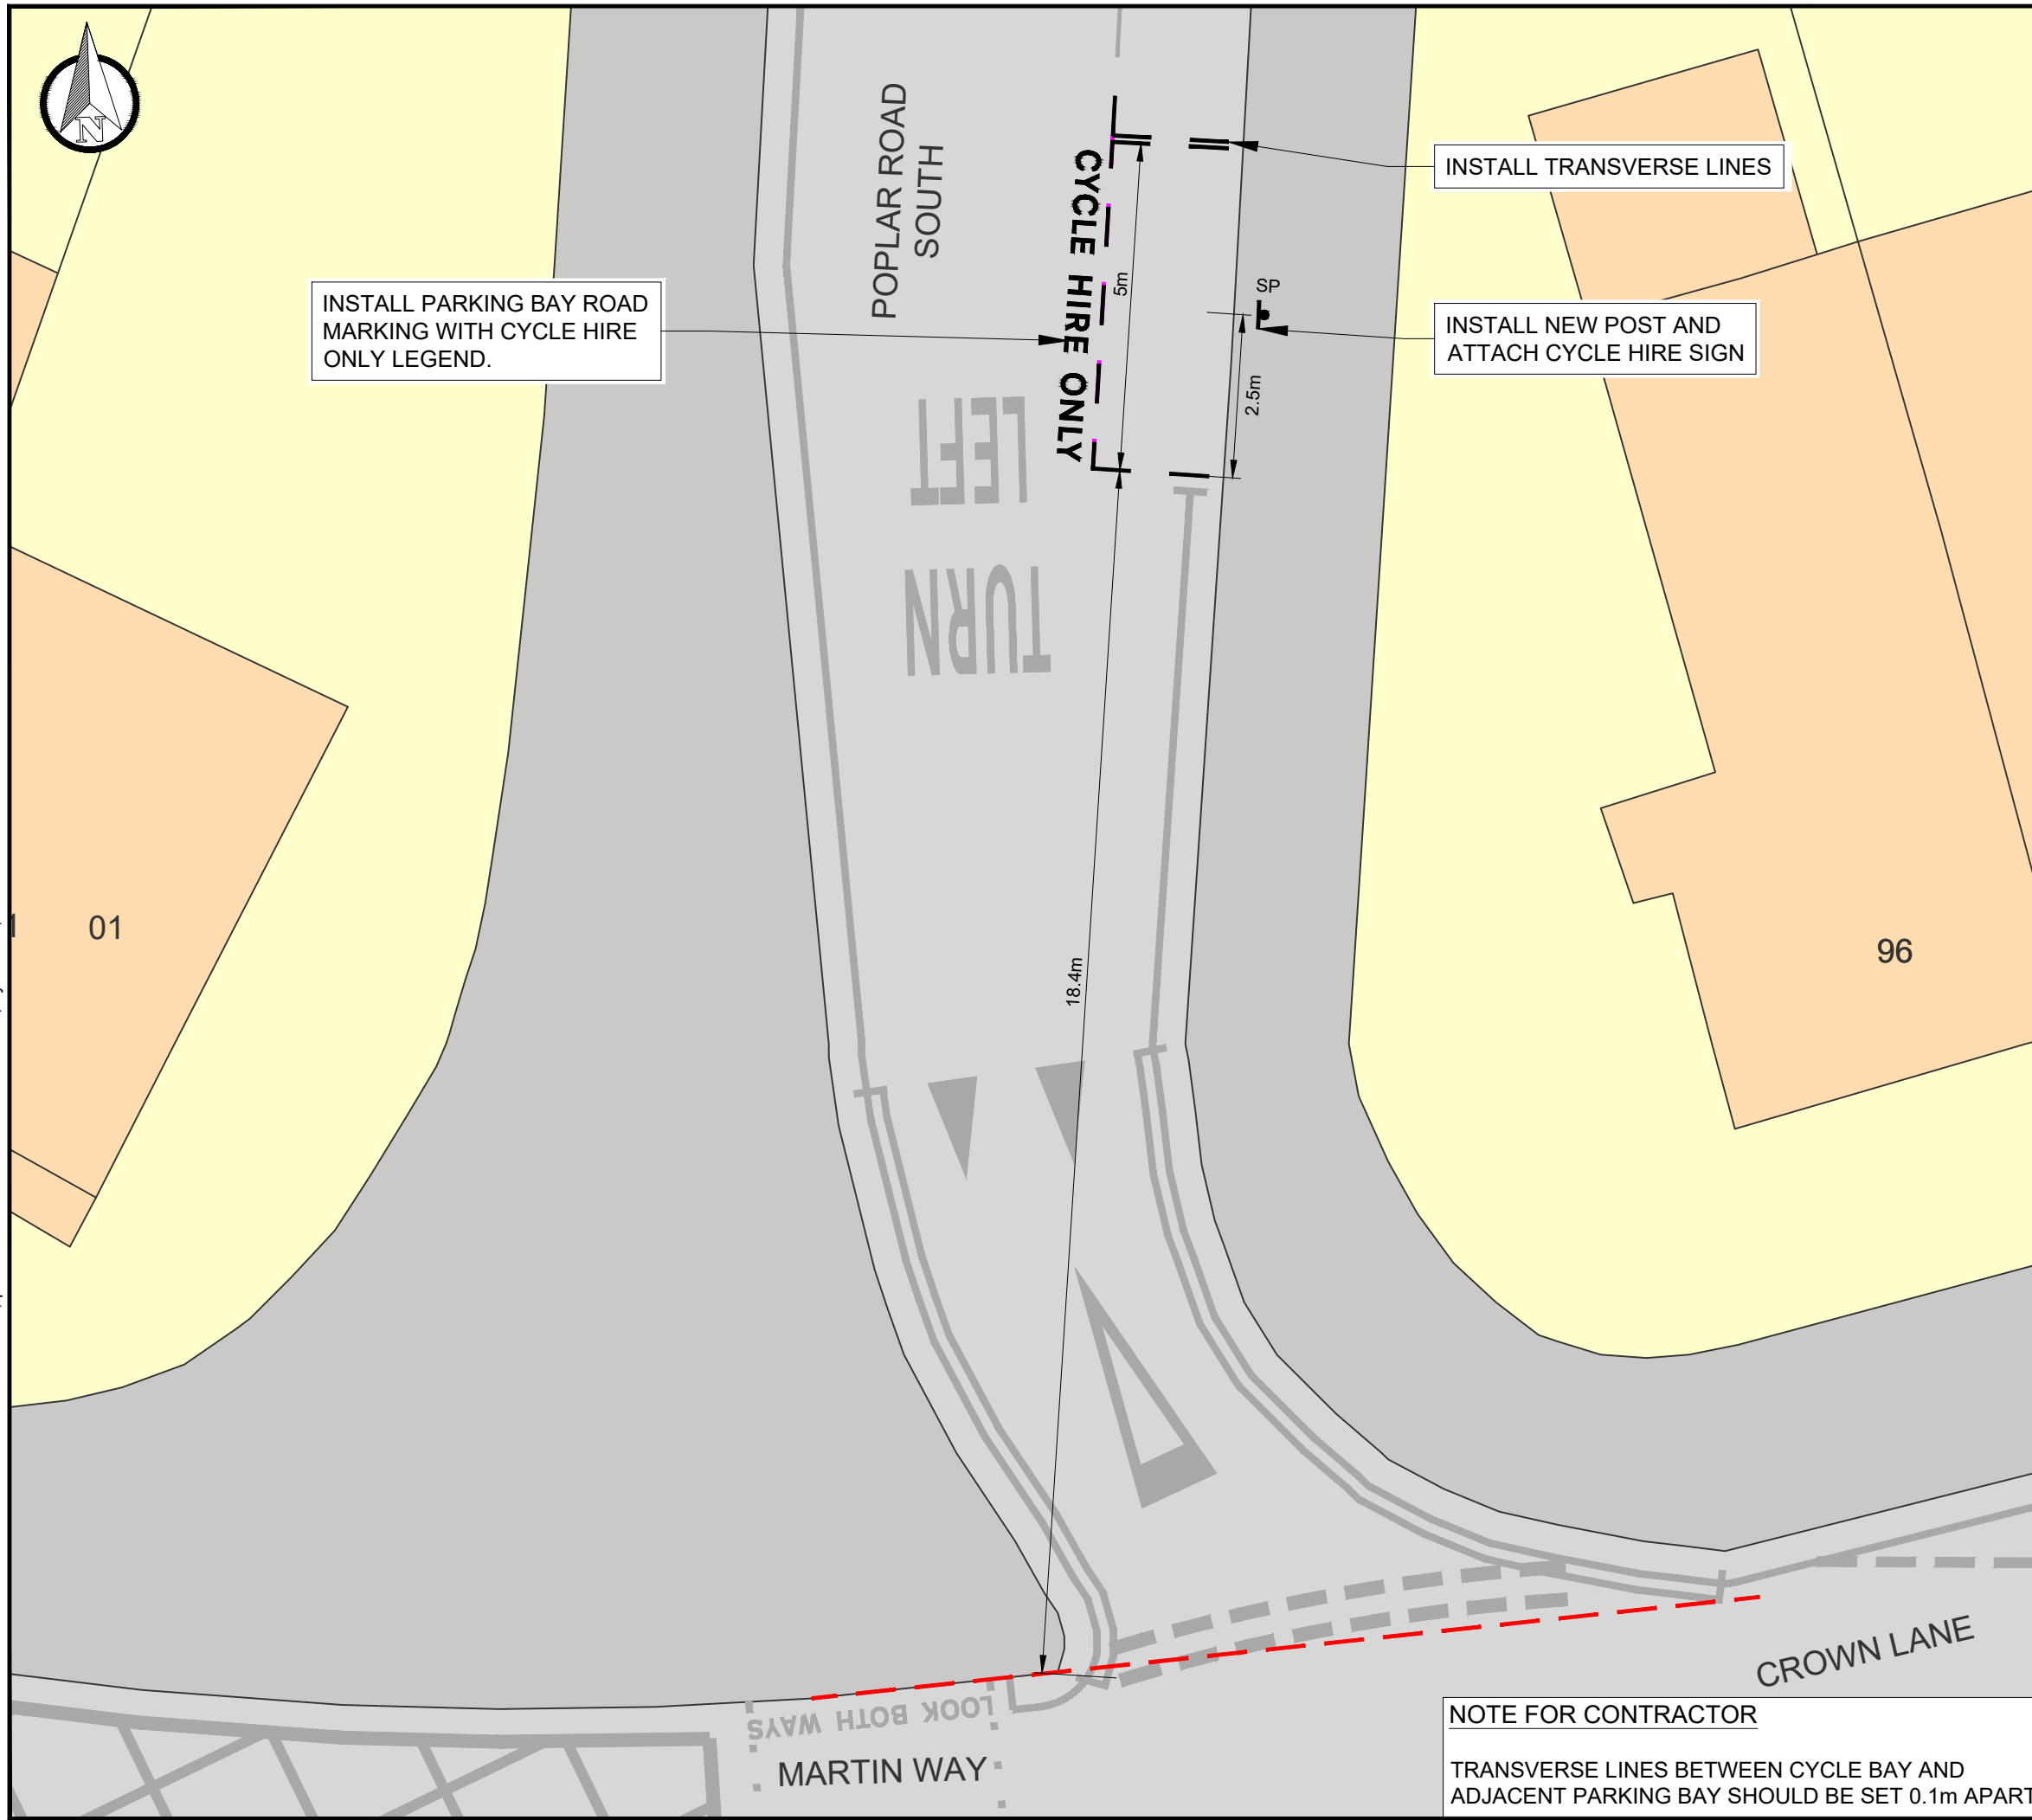 N
POPLAR ROAD
SOUTH
INSTALL TRANSVERSE LINES
CYCLE HIRE ONLY
5m
SP
INSTALL PARKING BAY ROAD
MARKING WITH CYCLE HIRE
ONLY LEGEND.
INSTALL NEW POST AND
ATTACH CYCLE HIRE SIGN
2.5m
TURN
LEFT
01
96
18.4m
CROWN LANE
LOOK BOTH WAYS
MARTIN WAY
NOTE FOR CONTRACTOR
TRANSVERSE LINES BETWEEN CYCLE BAY AND
ADJACENT PARKING BAY SHOULD BE SET 0.1m APART